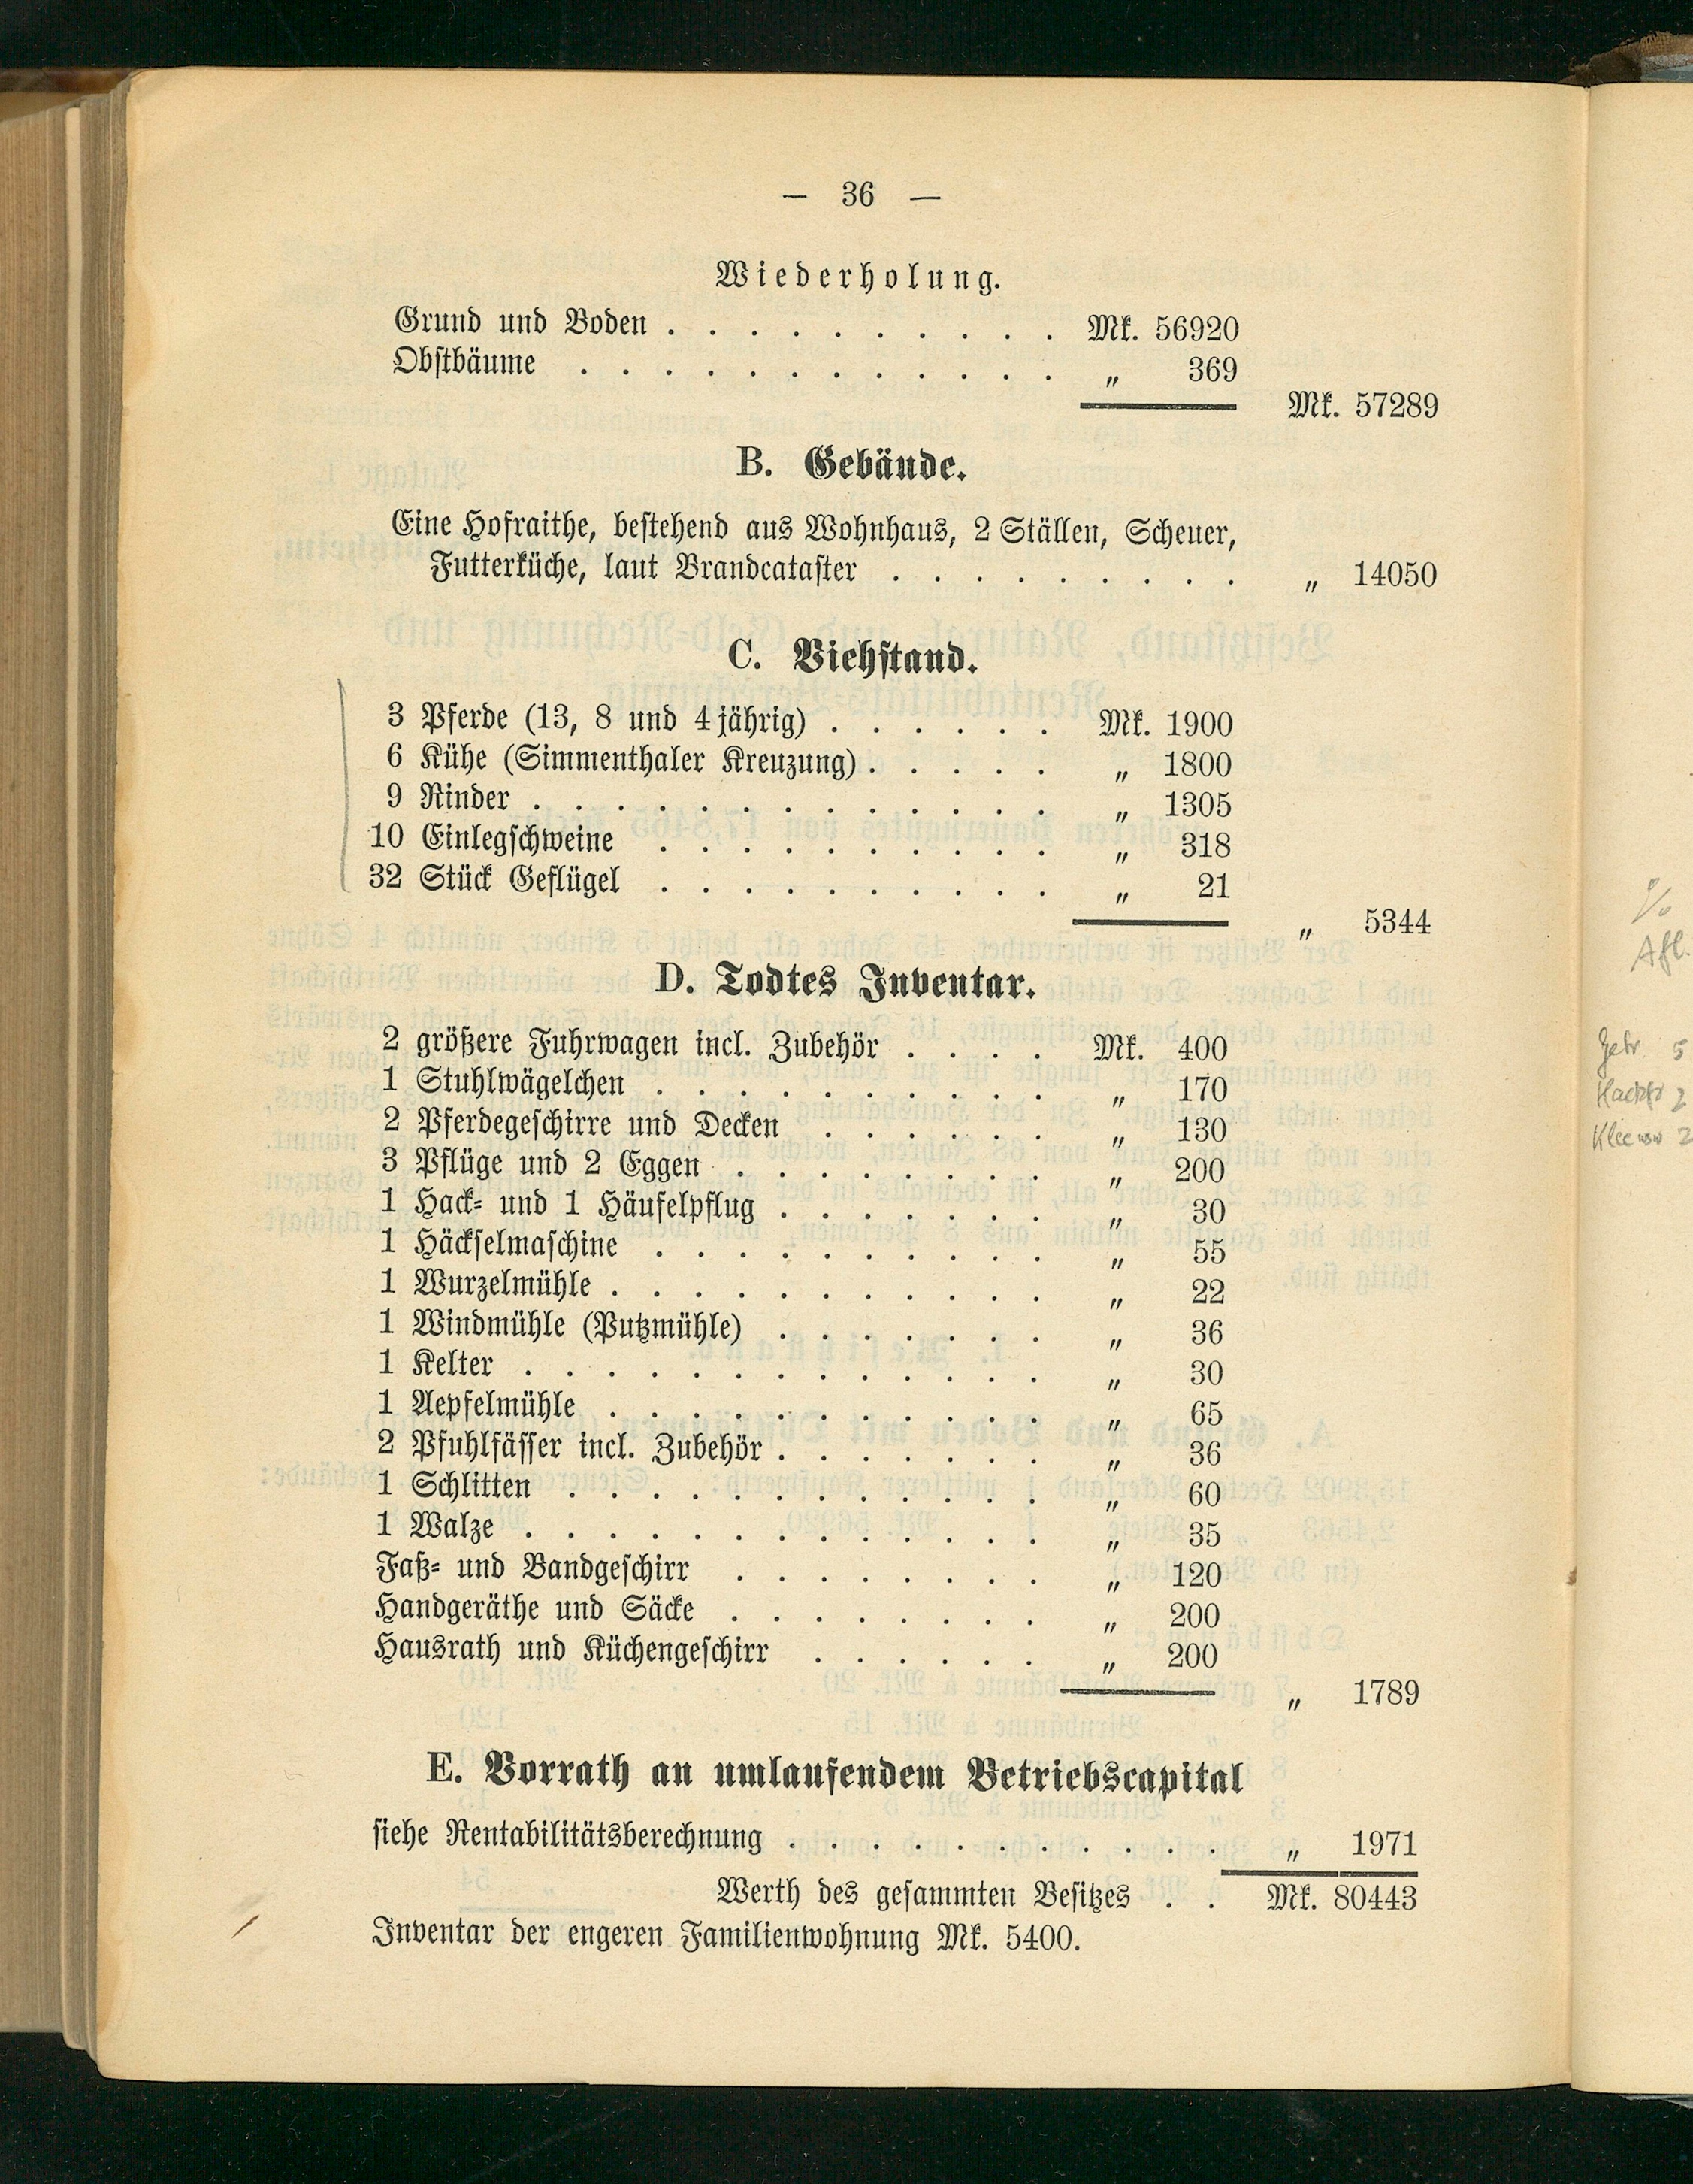 — 36 —
Wiederholung.
Grund und Boden . . . . . . . . . . Mk. 56920
Obstbäume . . . . . . . . . . . . „ 369
Mk. 57289
B. Gebäude.
Eine Hofraithe, bestehend aus Wohnhaus, 2 Ställen, Scheuer,
Futterküche, laut Brandcataster . . . . . . . . . „ 14050
C. Viehstand.
3 Pferde (13, 8 und 4jährig) . . . . . . Mk. 1900
6 Kühe (Simmenthaler Kreuzung) . . . . . „ 1800
9 Rinder . . . . . . . . . . . . . „ 1305
10 Einlegschweine . . . . . . . . . . „ 318
32 Stück Geflügel . . . . . . . . . . „ 21
„ 5344
D. Todtes Inventar.
2 größere Fuhrwagen incl. Zubehör . . . . Mk. 400
1 Stuhlwägelchen . . . . . . . . . . „ 170
2 Pferdegeschirre und Decken . . . . . . „ 130
3 Pflüge und 2 Eggen . . . . . . . . „ 200
1 Hack- und 1 Häufelpflug . . . . . . . „ 30
1 Häckselmaschine . . . . . . . . . . „ 55
1 Wurzelmühle . . . . . . . . . . . „ 22
1 Windmühle (Putzmühle) . . . . . . . „ 36
1 Kelter . . . . . . . . . . . . . „ 30
1 Aepfelmühle . . . . . . . . . . . „ 65
2 Pfuhlfässer incl. Zubehör . . . . . . . „ 36
1 Schlitten . . . . . . . . . . . . „ 60
1 Walze . . . . . . . . . . . . . „ 35
Faß- und Bandgeschirr . . . . . . . . „ 120
Handgeräthe und Säcke . . . . . . . . „ 200
Hausrath und Küchengeschirr . . . . . . „ 200
„ 1789
E. Vorrath an umlaufendem Betriebscapital
siehe Rentabilitätsberechnung . . . . . . . . . . . „ 1971
Werth des gesammten Besitzes . . Mk. 80443
Inventar der engeren Familienwohnung Mk. 5400.
%